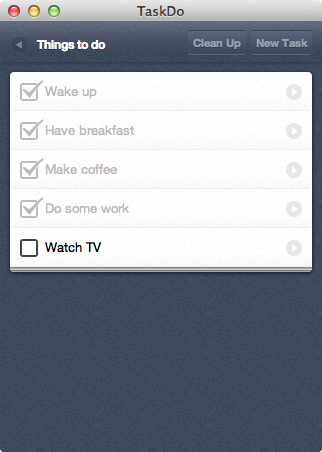 TaskDo
Things to do
Clean Up
New Task
Wake up
Have breakfast
Make coffee
Do some work
Watch TV